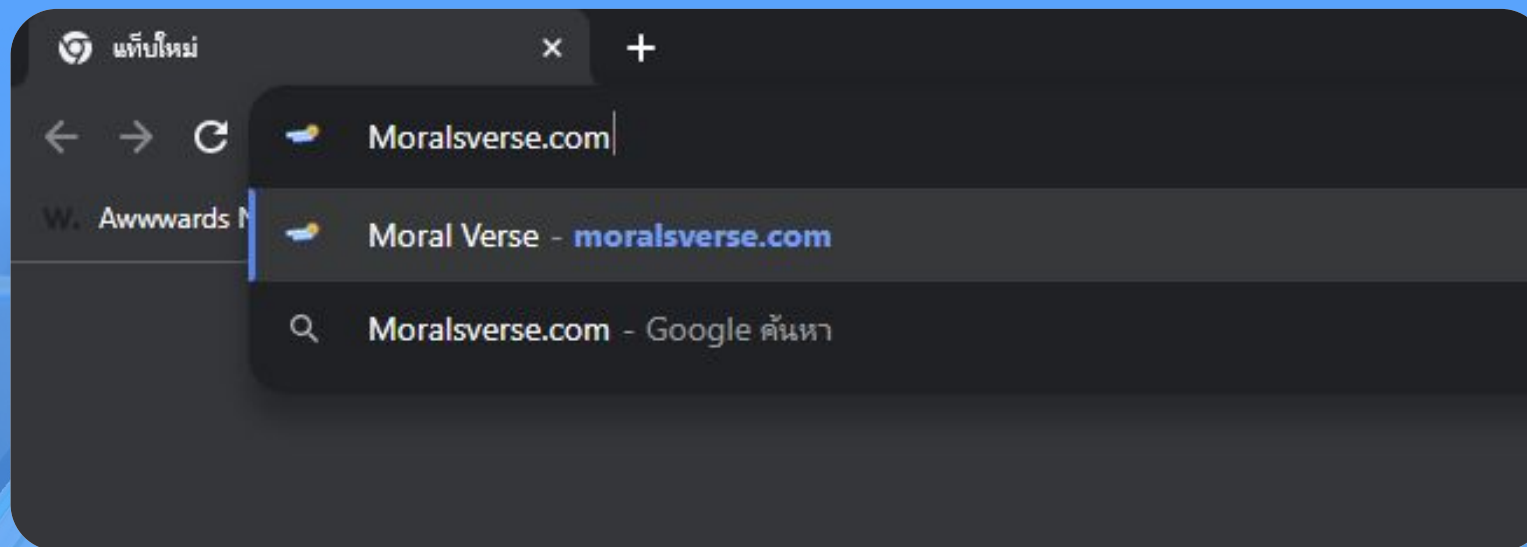 แท็บใหม่
Moralsverse.com
W. Awwwards N
Moral Verse - moralsverse.com
Moralsverse.com - Google ค้นหา